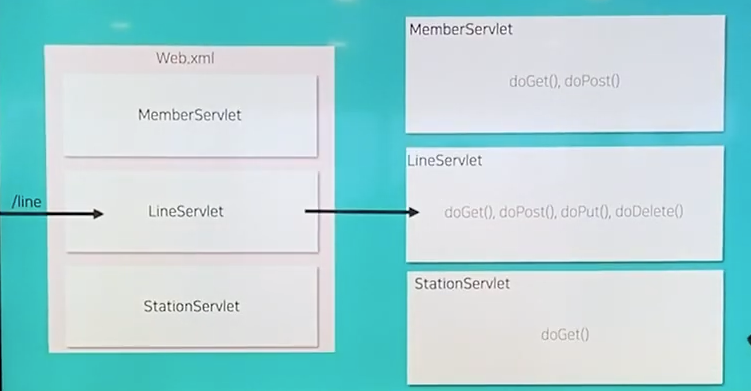 Web.xml
MemberServlet
/line
LineServlet
StationServlet
MemberServlet
doGet(), doPost()
LineServlet
doGet(), doPost(), doPut(), doDelete()
StationServlet
doGet()